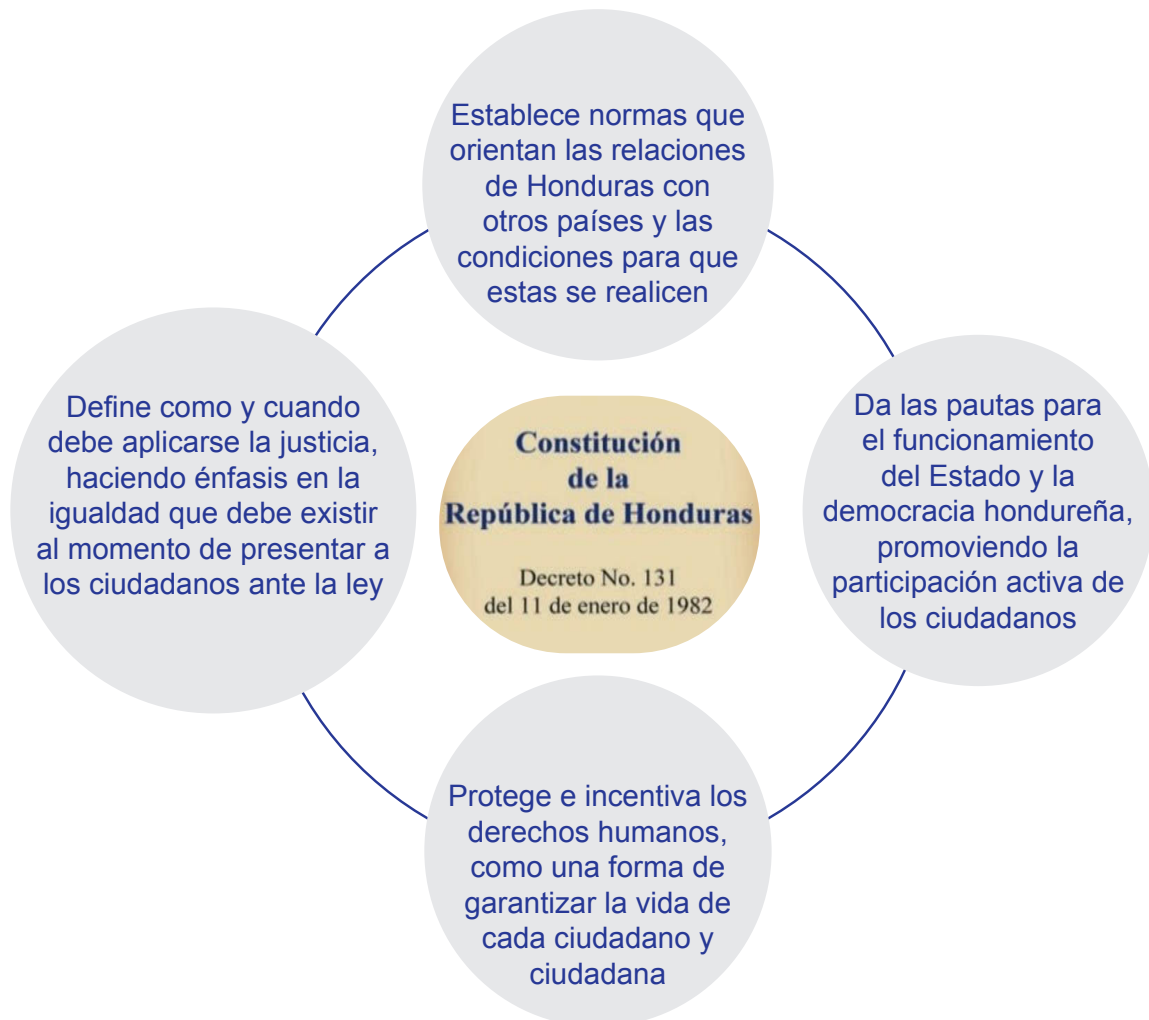 Establece normas que
orientan las relaciones
de Honduras con
otros países y las
condiciones para que
estas se realicen
Define como y cuando
debe aplicarse la justicia,
haciendo énfasis en la
igualdad que debe existir
al momento de presentar a
los ciudadanos ante la ley
Constitución
de la
República de Honduras
Decreto No. 131
del 11 de enero de 1982
Da las pautas para
el funcionamiento
del Estado y la
democracia hondureña,
promoviendo la
participación activa de
los ciudadanos
Protege e incentiva los
derechos humanos,
como una forma de
garantizar la vida de
cada ciudadano y
ciudadana